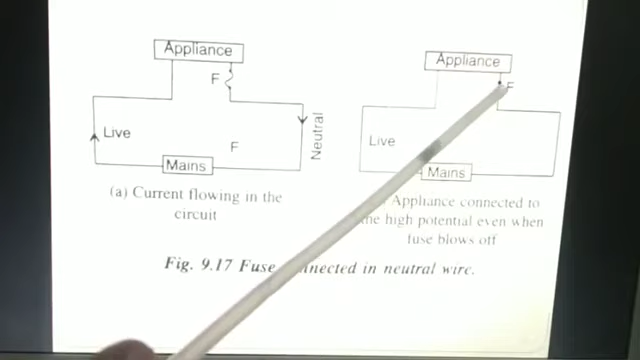 Appliance
F
Live
Neutral
F
Mains
(a) Current flowing in the
circuit
Appliance
F
Live
Mains
Appliance connected to
the high potential even when
fuse blows off
Fig. 9.17 Fuse connected in neutral wire.